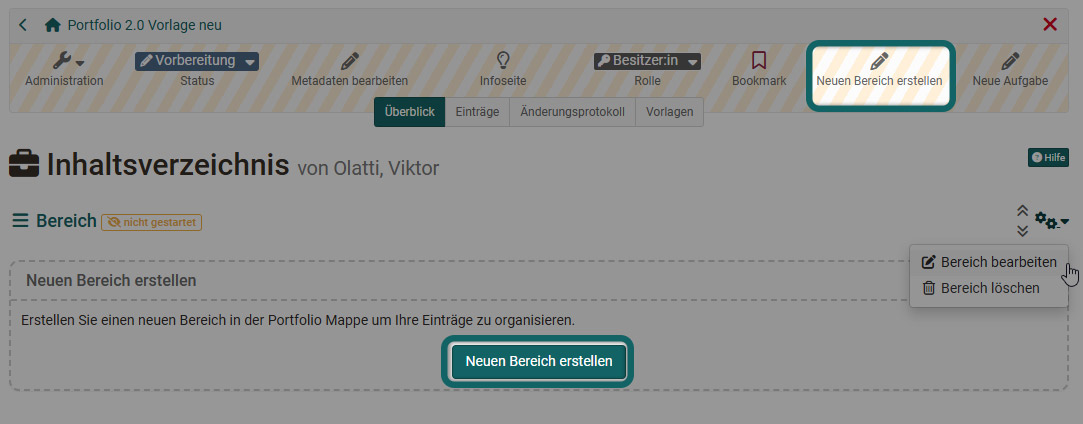 Portfolio 2.0 Vorlage neu
Vorbereitung Besitzer:in
Administration Status Metadaten bearbeiten Infoseite Rolle Bookmark Neuen Bereich erstellen Neue Aufgabe
Überblick Einträge Änderungsprotokoll Vorlagen
Inhaltsverzeichnis von Olatti, Viktor Hilfe
Bereich nicht gestartet
Bereich bearbeiten
Bereich löschen
Neuen Bereich erstellen
Erstellen Sie einen neuen Bereich in der Portfolio Mappe um Ihre Einträge zu organisieren.
Neuen Bereich erstellen